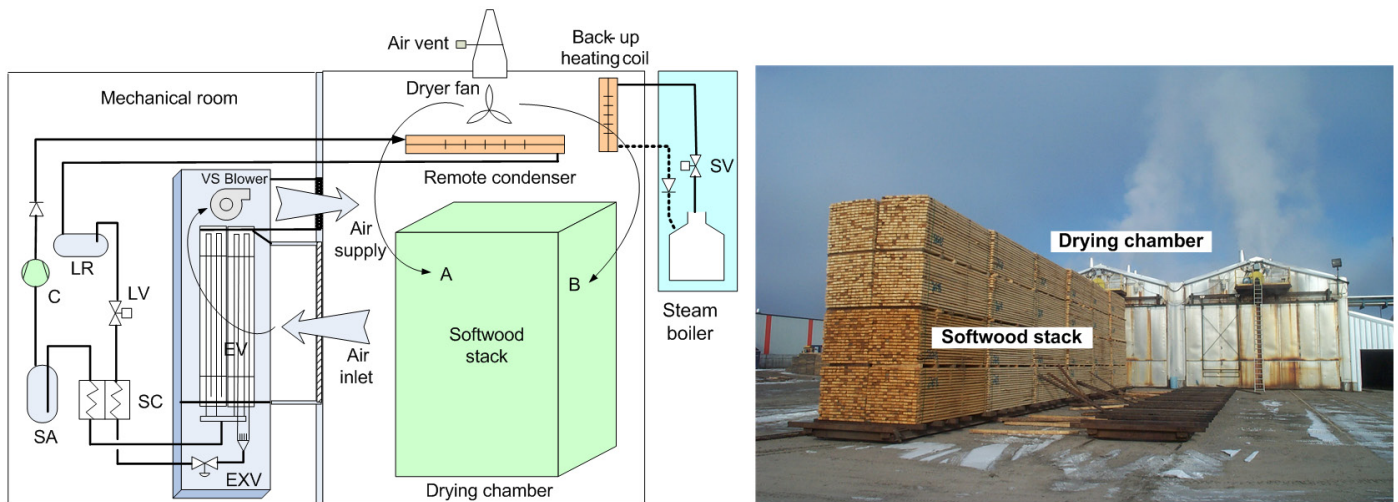 Air vent
Back-up
heating coil
Mechanical room
Dryer fan
VS Blower
Remote condenser
SV
Air
supply
LR
A
B
C
LV
Steam
boiler
Softwood
stack
EV
Air
inlet
SC
SA
EXV
Drying chamber
Drying chamber
Softwood stack